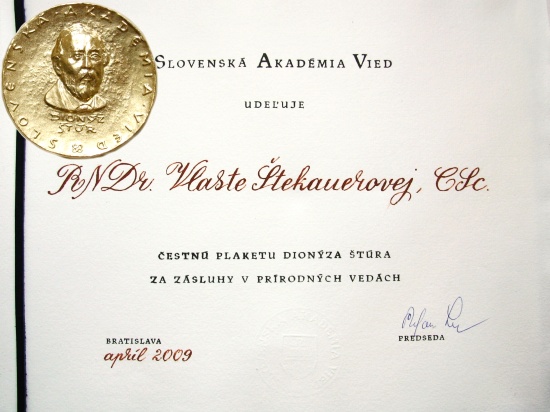 SLOVENSKÁ AKADÉMIA VIED
DIONÝZ
ŠTÚR
SLOVENSKÁ AKADÉMIA VIED
UDEĽUJE
RNDr. Vlaste Štekauerovej, CSc.
ČESTNÚ PLAKETU DIONÝZA ŠTÚRA
ZA ZÁSLUHY V PRÍRODNÝCH VEDÁCH
BRATISLAVA
apríl 2009
PREDSEDA